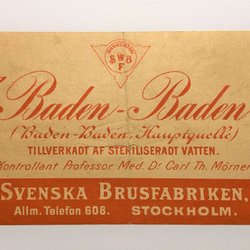 S W B
F
Baden-Baden
(Baden-Baden, Hauptquelle)
TILLVERKADT AF STERILISERADT VATTEN.
Kontrollant Professor Med. Dr Carl Th. Mörner
SVENSKA BRUSFABRIKEN,
Allm. Telefon 608. STOCKHOLM.